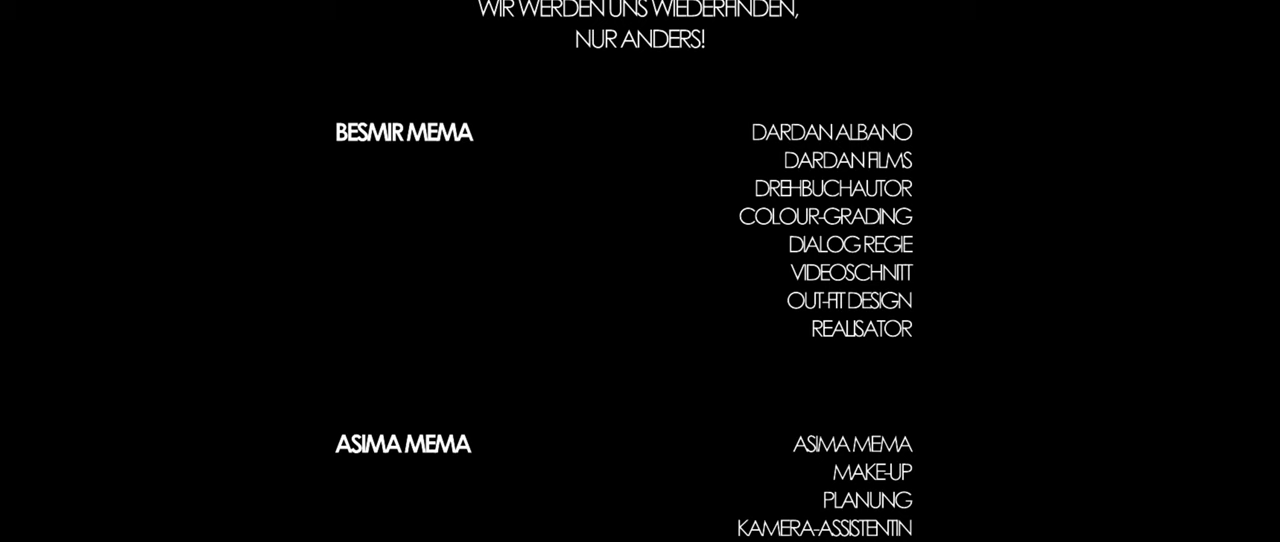 WIR WERDEN UNS WIEDERFINDEN,
NUR ANDERS!
BESMIR MEMA
DARDAN ALBANO
DARDAN FILMS
DREHBUCHAUTOR
COLOUR-GRADING
DIALOG REGIE
VIDEOSCHNITT
OUT-FIT DESIGN
REALISATOR
ASIMA MEMA
ASIMA MEMA
MAKE-UP
PLANUNG
KAMERA-ASSISTENTIN